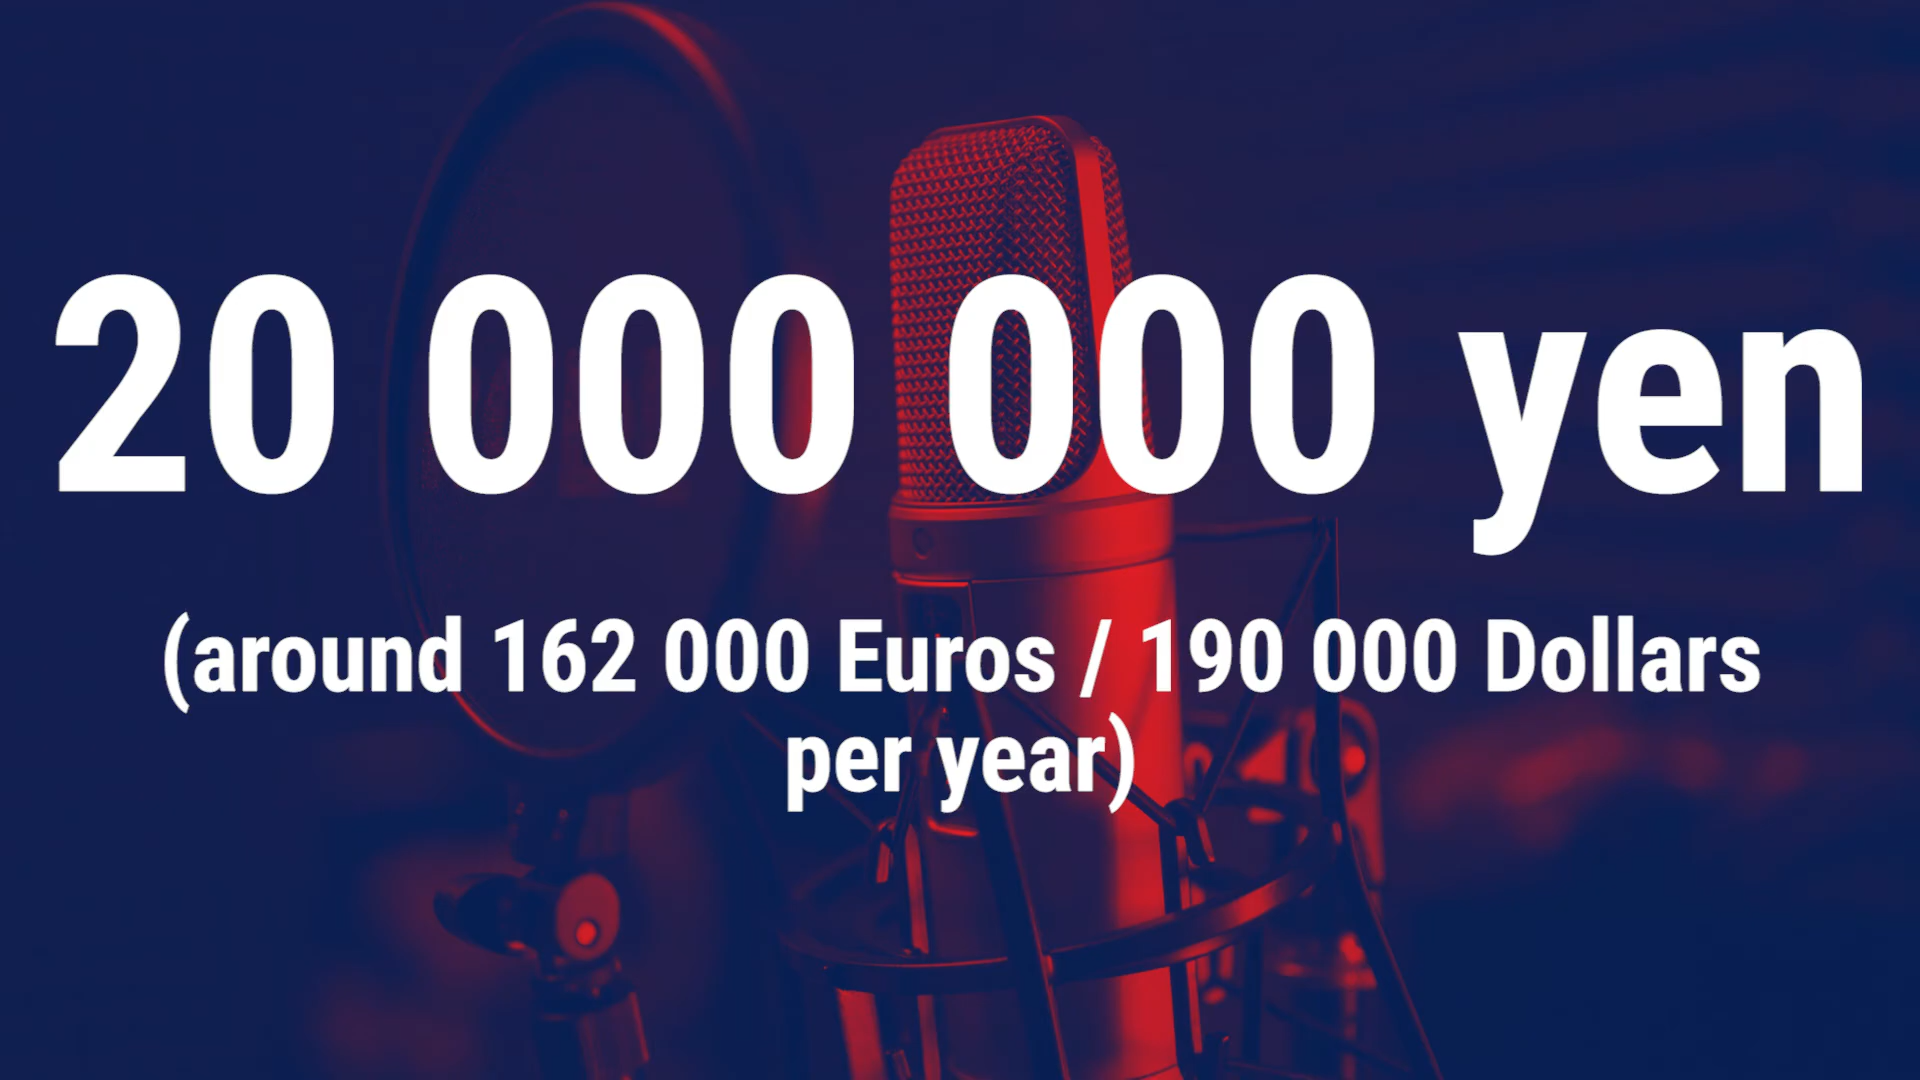 20 000 000 yen
(around 162 000 Euros / 190 000 Dollars
per year)